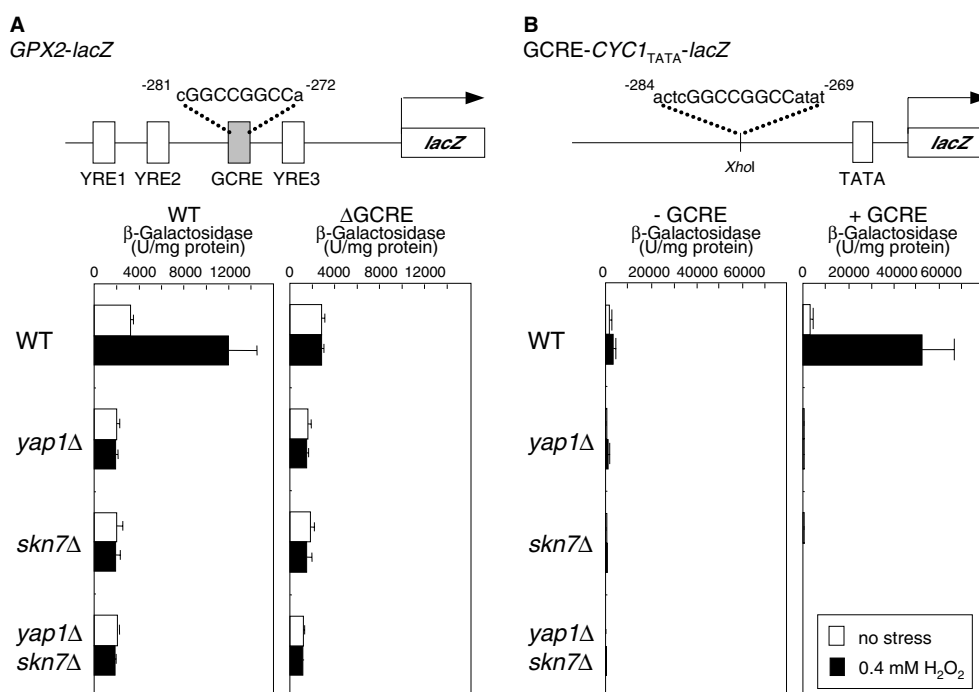 A
GPX2-lacZ
-281 cGGCCGGCCa -272
lacZ
YRE1 YRE2 GCRE YRE3
WT
β-Galactosidase
(U/mg protein)
0 4000 8000 12000
ΔGCRE
β-Galactosidase
(U/mg protein)
0 4000 8000 12000
WT
yap1Δ
skn7Δ
yap1Δ
skn7Δ
B
GCRE-CYC1TATA-lacZ
-284 actcGGCCGGCCatat -269
lacZ
XhoI
TATA
- GCRE
β-Galactosidase
(U/mg protein)
0 20000 40000 60000
+ GCRE
β-Galactosidase
(U/mg protein)
0 20000 40000 60000
WT
yap1Δ
skn7Δ
yap1Δ
skn7Δ
no stress
0.4 mM H₂O₂